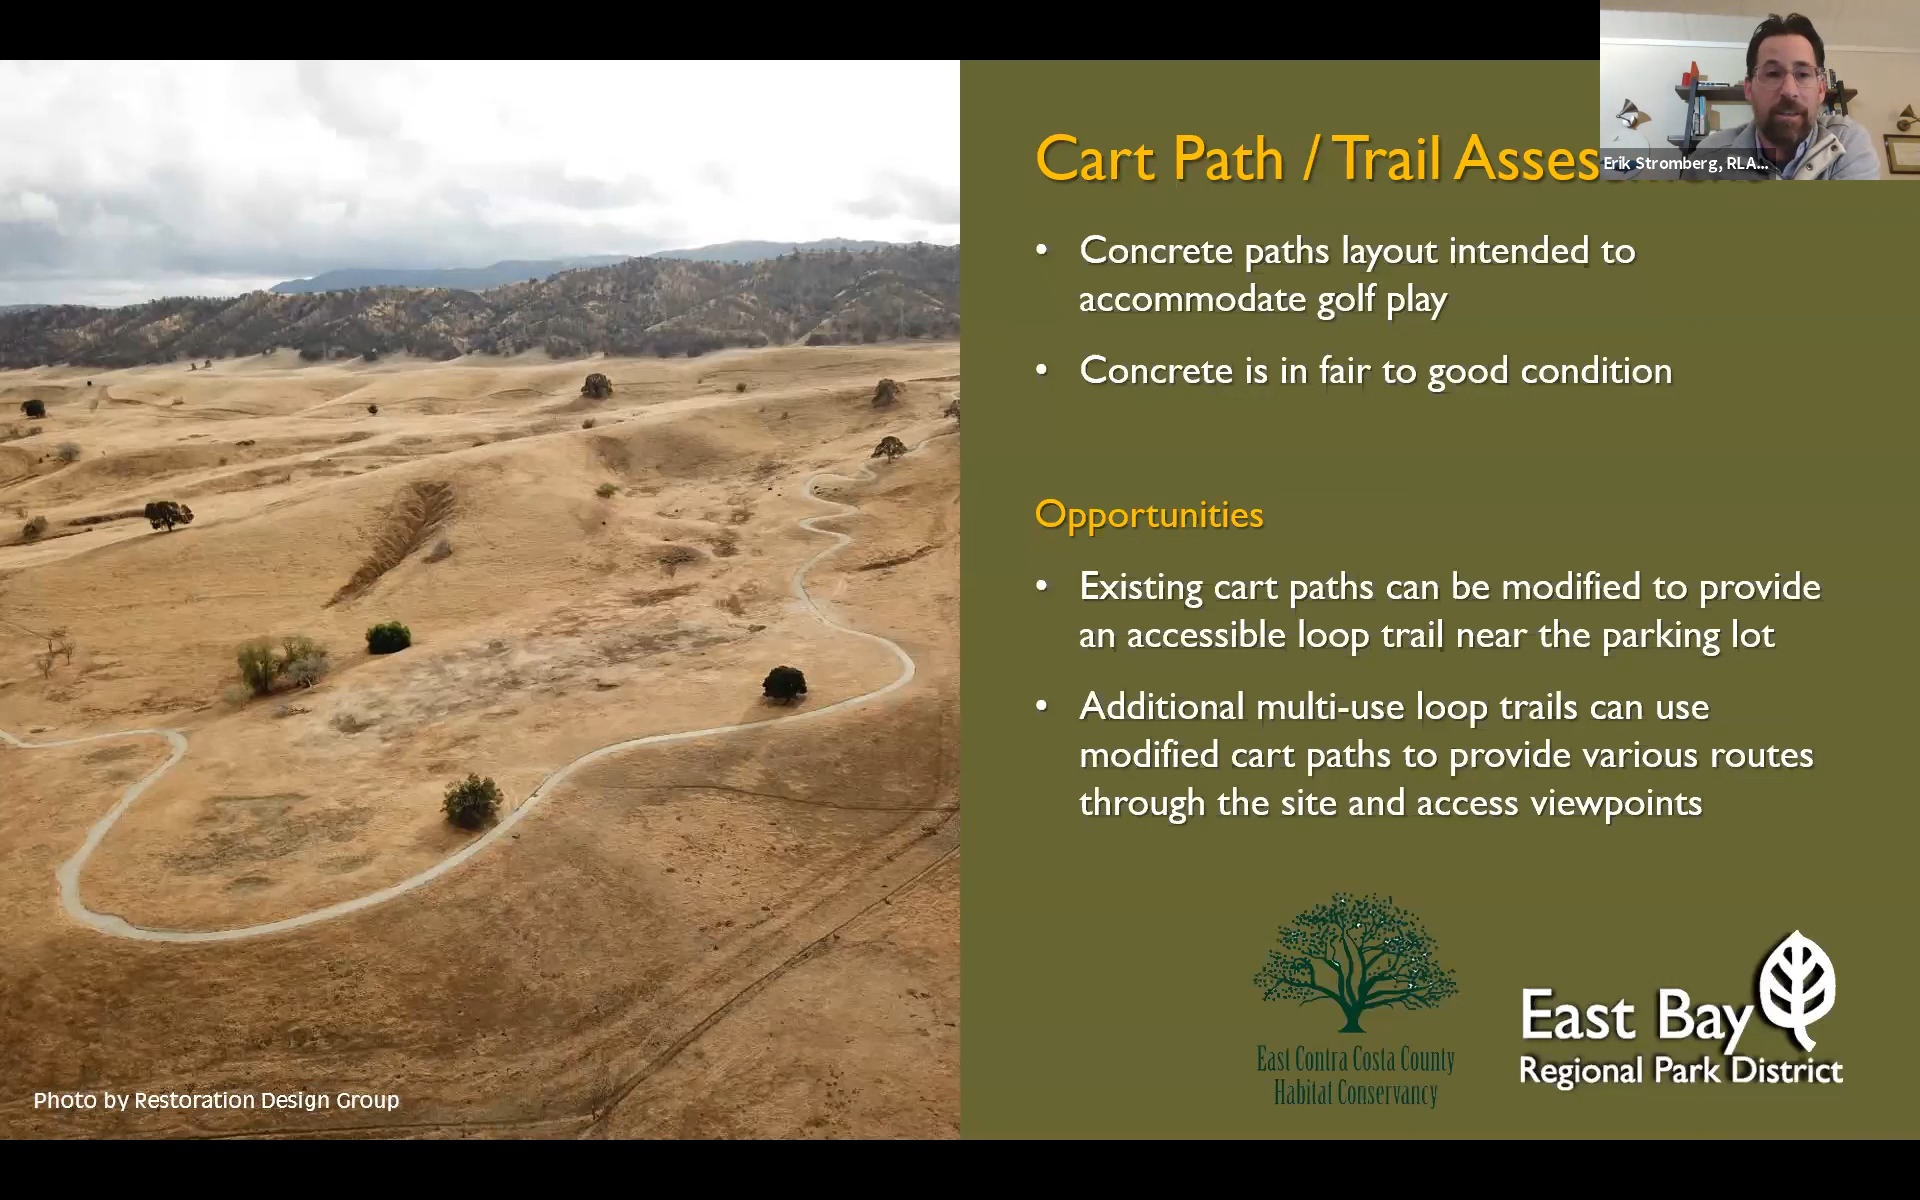 Cart Path / Trail Asses
Erik Stromberg, RLA...
• Concrete paths layout intended to
accommodate golf play
• Concrete is in fair to good condition
Opportunities
• Existing cart paths can be modified to provide
an accessible loop trail near the parking lot
• Additional multi-use loop trails can use
modified cart paths to provide various routes
through the site and access viewpoints
East Contra Costa County
Habitat Conservancy
East Bay
Regional Park District
Photo by Restoration Design Group